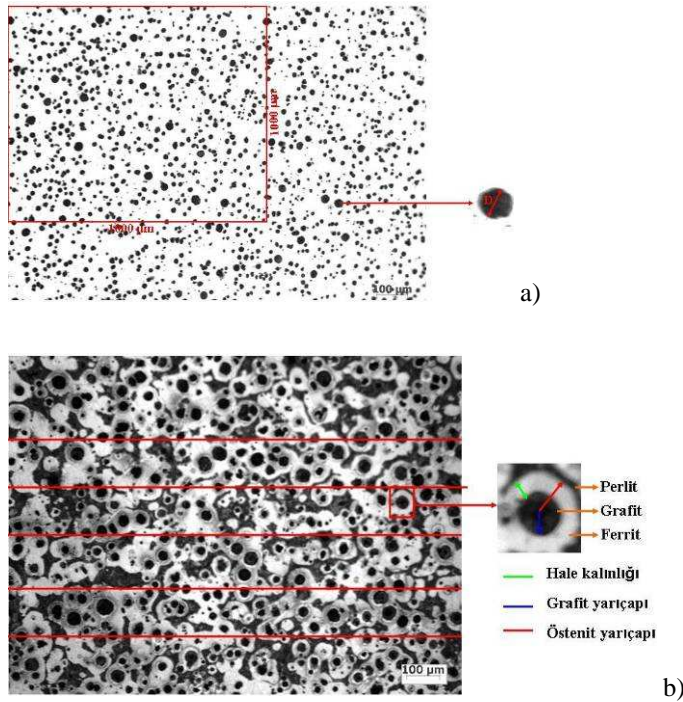 1000 µm
D
1000 µm
100 µm
a)
Perlit
Grafit
Ferrit
Hale kalınlığı
Grafit yarıçapı
Östenit yarıçapı
100 µm
b)